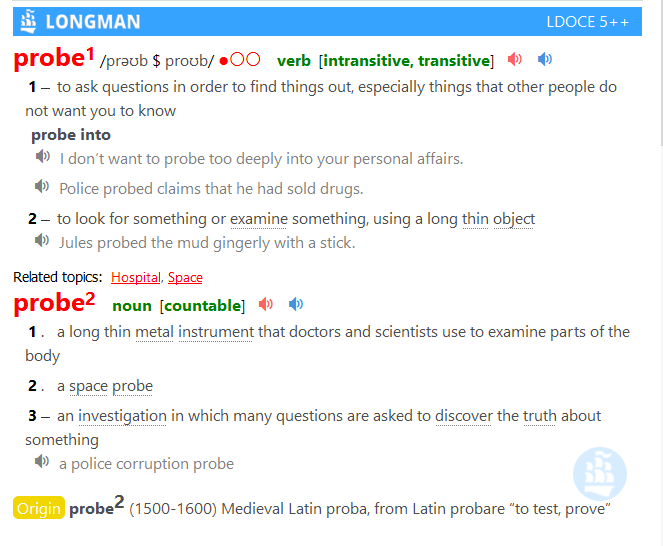 LONGMAN LDOCE 5++
probe1 /prəʊb $ proʊb/ ●○○ verb [intransitive, transitive]
1 – to ask questions in order to find things out, especially things that other people do
not want you to know
probe into
I don't want to probe too deeply into your personal affairs.
Police probed claims that he had sold drugs.
2 – to look for something or examine something, using a long thin object
Jules probed the mud gingerly with a stick.
Related topics: Hospital, Space
probe2 noun [countable]
1 . a long thin metal instrument that doctors and scientists use to examine parts of the
body
2 . a space probe
3 – an investigation in which many questions are asked to discover the truth about
something
a police corruption probe
Origin probe2 (1500-1600) Medieval Latin proba, from Latin probare “to test, prove”